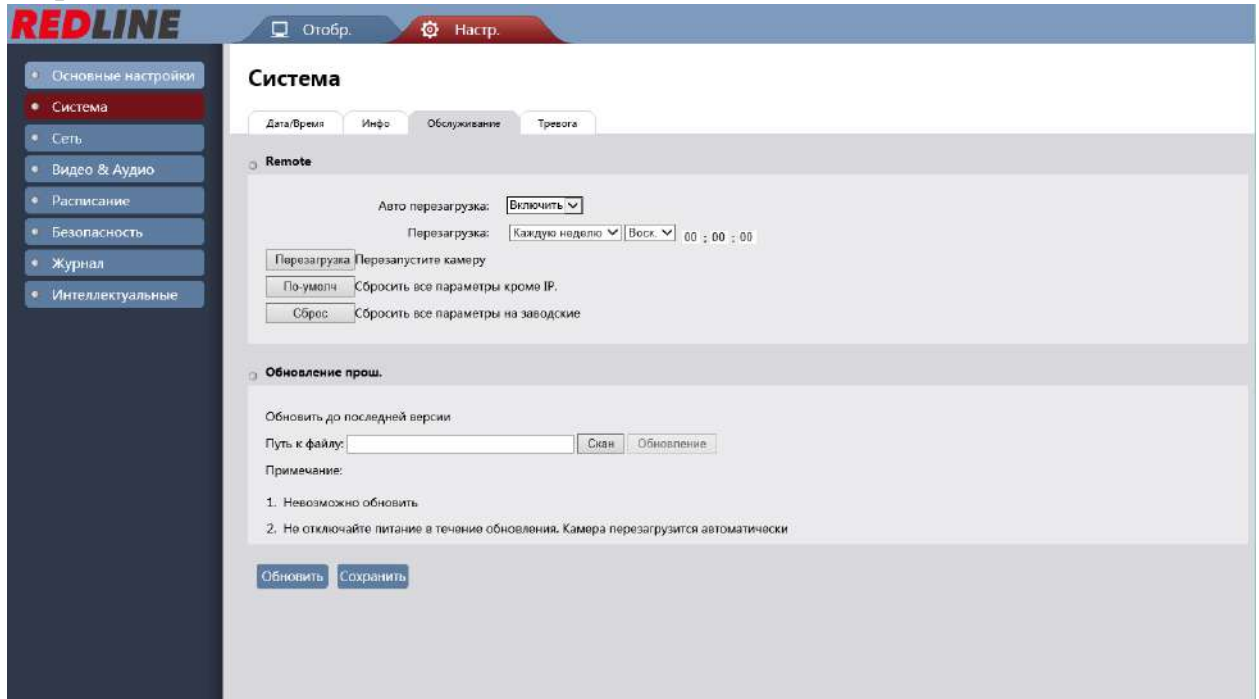 REDLINE
Отобр.
Настр.
Основные настройки
Система
Сеть
Видео & Аудио
Расписание
Безопасность
Журнал
Интеллектуальные
Система
Дата/Время Инфо Обслуживание Тревога
Remote
Авто перезагрузка: Включить
Перезагрузка: Каждую неделю Воск. 00 : 00 : 00
Перезагрузка Перезапустите камеру
По-умолч Сбросить все параметры кроме IP.
Сброс Сбросить все параметры на заводские
Обновление прош.
Обновить до последней версии
Путь к файлу: Скан Обновление
Примечание:
1. Невозможно обновить
2. Не отключайте питание в течение обновления. Камера перезагрузится автоматически
Обновить Сохранить